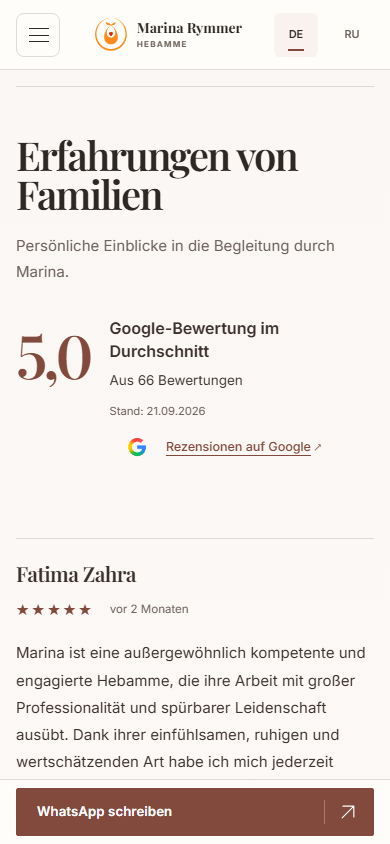 Marina Rymmer
HEBAMME
DE
RU
Erfahrungen von
Familien
Persönliche Einblicke in die Begleitung durch
Marina.
5,0
Google-Bewertung im
Durchschnitt
Aus 66 Bewertungen
Stand: 21.09.2026
Rezensionen auf Google ↗
Fatima Zahra
★★★★★ vor 2 Monaten
Marina ist eine außergewöhnlich kompetente und
engagierte Hebamme, die ihre Arbeit mit großer
Professionalität und spürbarer Leidenschaft
ausübt. Dank ihrer einfühlsamen, ruhigen und
wertschätzenden Art habe ich mich jederzeit
WhatsApp schreiben